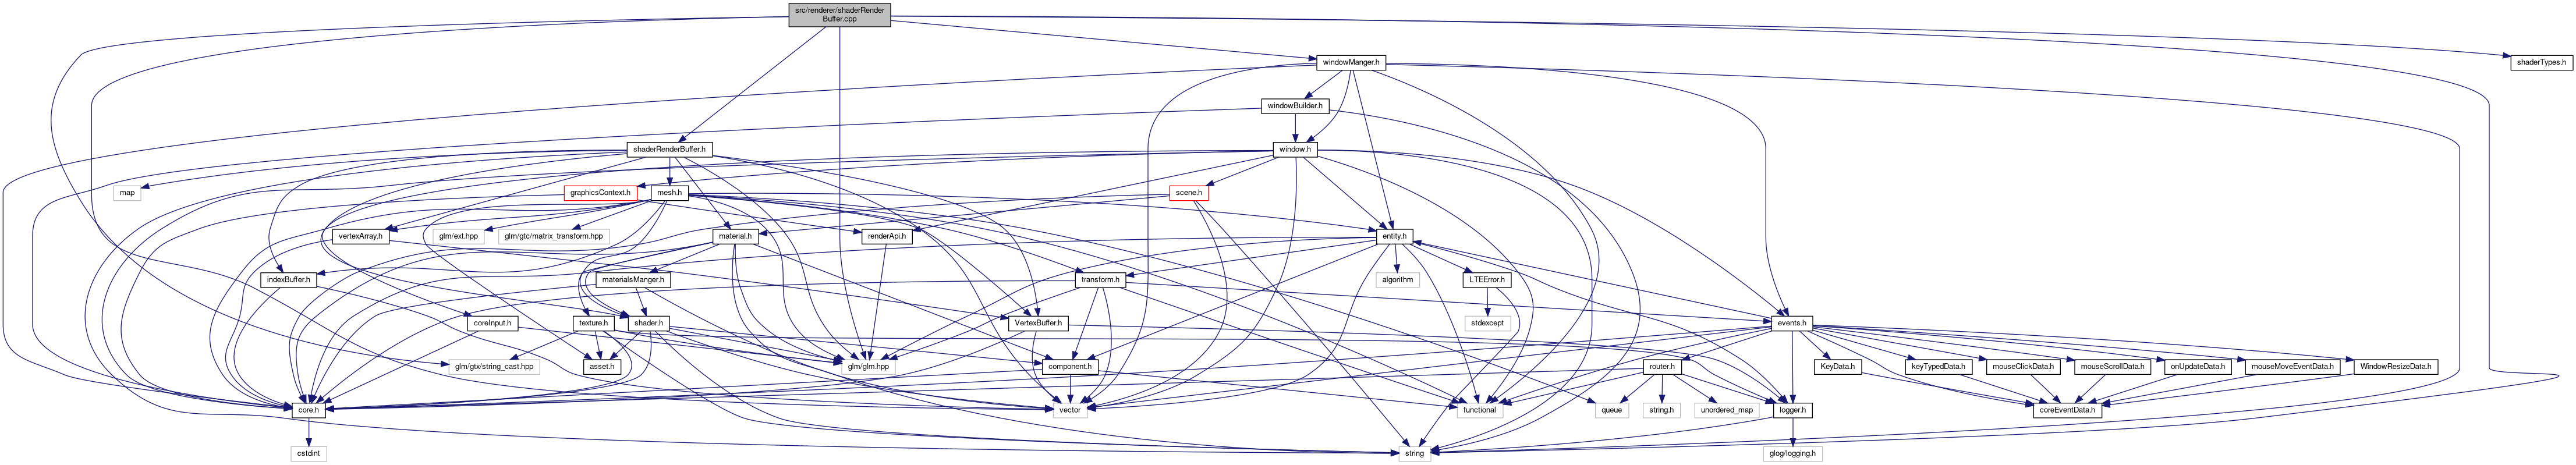 src/renderer/shaderRender
Buffer.cpp
windowManger.h
shaderTypes.h
windowBuilder.h
shaderRenderBuffer.h
window.h
map
graphicsContext.h
mesh.h
scene.h
vertexArray.h
glm/ext.hpp
glm/gtc/matrix_transform.hpp
material.h
renderApi.h
entity.h
indexBuffer.h
materialsManger.h
transform.h
algorithm
LTEError.h
coreInput.h
texture.h
shader.h
VertexBuffer.h
stdexcept
events.h
glm/gtx/string_cast.hpp
asset.h
glm/glm.hpp
component.h
router.h
KeyData.h
keyTypedData.h
mouseClickData.h
mouseScrollData.h
onUpdateData.h
mouseMoveEventData.h
WindowResizeData.h
core.h
vector
functional
queue
string.h
unordered_map
logger.h
coreEventData.h
cstdint
string
glog/logging.h